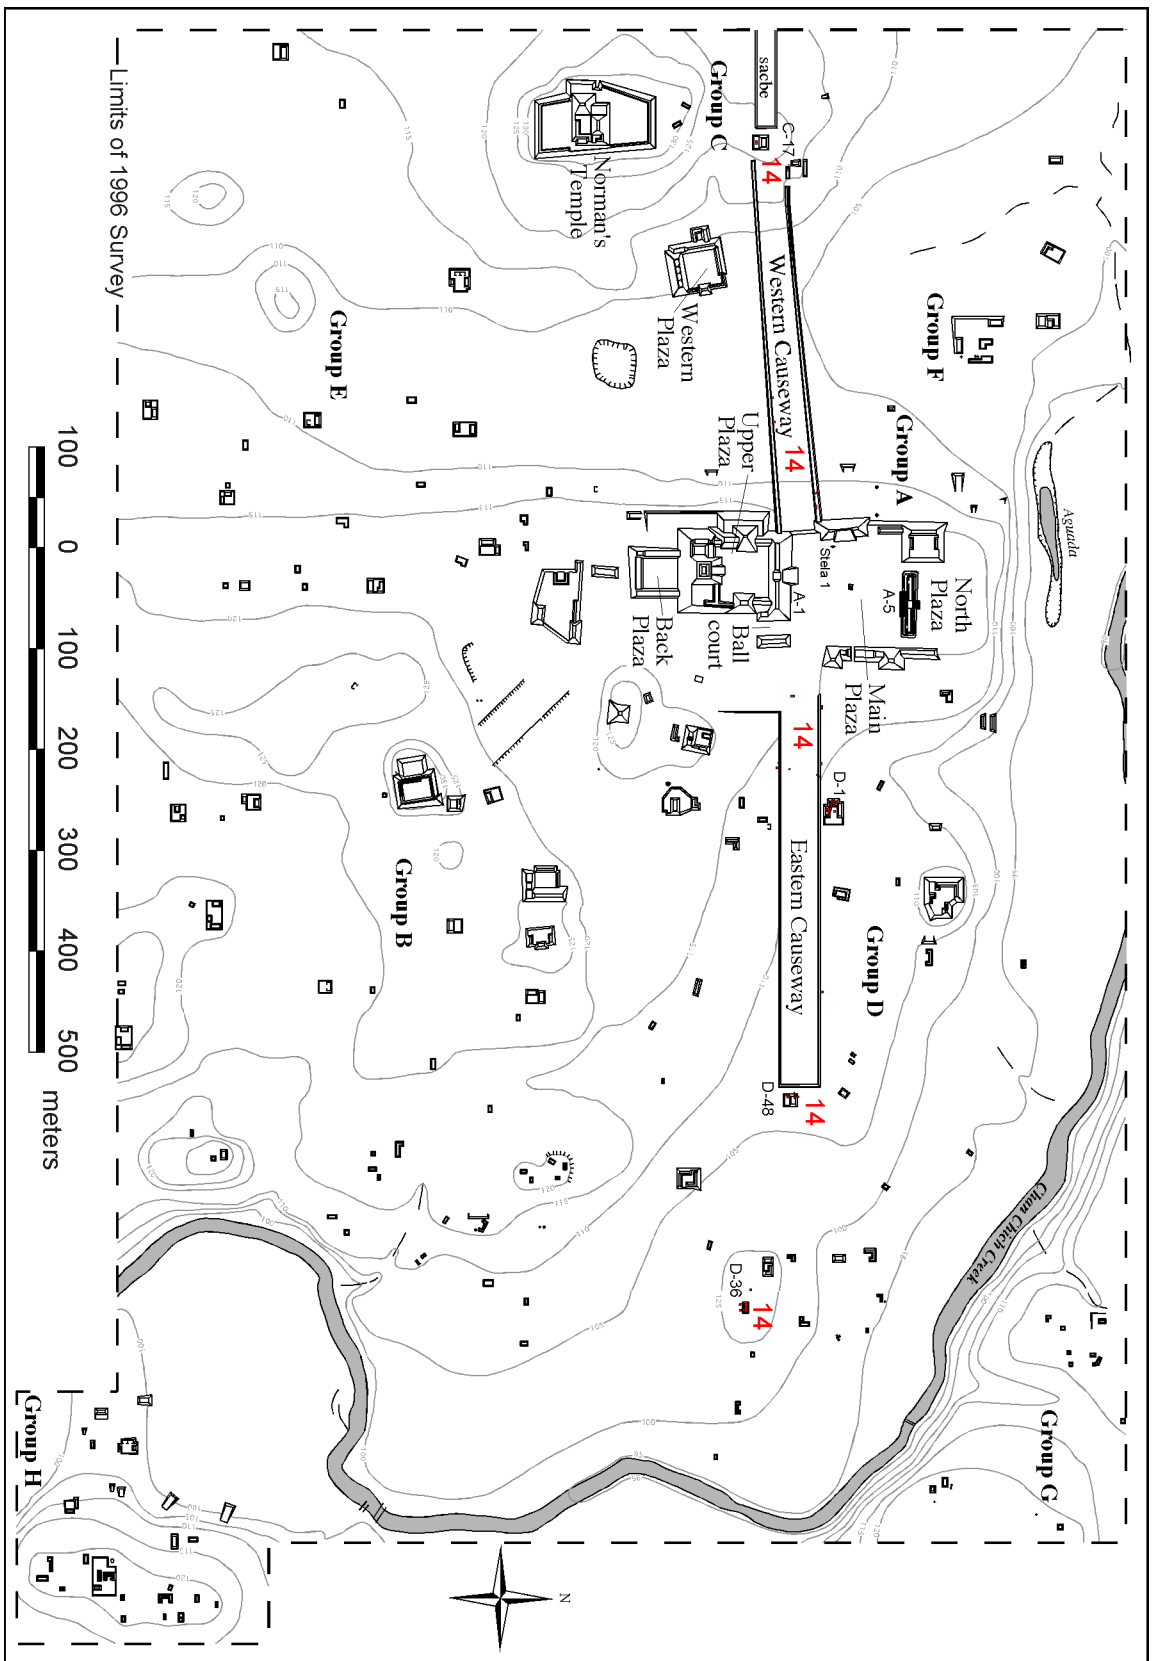 Limits of 1996 Survey
Group C
sacbe
C-17
14
Norman's
Temple
Western
Plaza
Western Causeway
14
Group F
Group E
Group A
Upper
Plaza
Aguada
Stela 1
A-1
A-5
North
Plaza
Main
Plaza
Ball
court
Back
Plaza
14
D-1
Eastern Causeway
Group D
Group B
D-48
14
Chan Chich Creek
D-36
14
Group G
Group H
N
100
0
100
200
300
400
500
meters